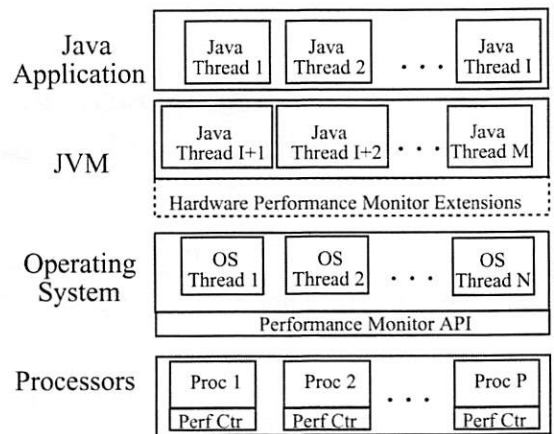 Java
Application
Java
Thread 1
Java
Thread 2
. . .
Java
Thread I
JVM
Java
Thread I+1
Java
Thread I+2
. . .
Java
Thread M
Hardware Performance Monitor Extensions
Operating
System
OS
Thread 1
OS
Thread 2
. . .
OS
Thread N
Performance Monitor API
Processors
Proc 1
Perf Ctr
Proc 2
Perf Ctr
. . .
Proc P
Perf Ctr